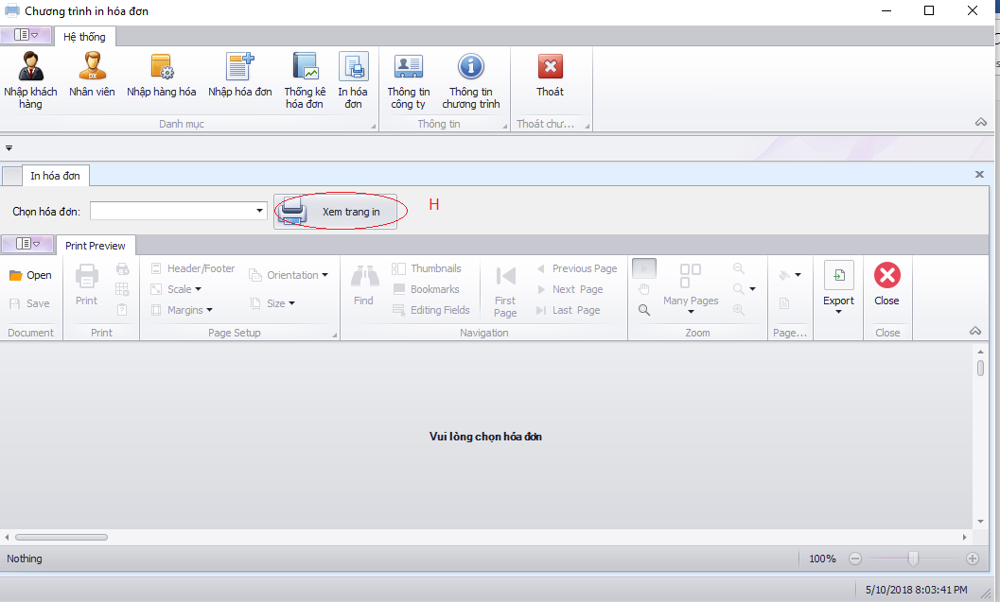 Chương trình in hóa đơn
Hệ thống
Nhập khách hàng
Nhân viên
Nhập hàng hóa
Nhập hóa đơn
Thống kê hóa đơn
In hóa đơn
Thông tin công ty
Thông tin chương trình
Thoát
Danh mục
Thông tin
Thoát chư...
In hóa đơn
Chọn hóa đơn:
Xem trang in
H
Print Preview
Open
Save
Print
Header/Footer
Scale
Margins
Orientation
Size
Find
Thumbnails
Bookmarks
Editing Fields
First Page
Previous Page
Next Page
Last Page
Many Pages
Export
Close
Document
Print
Page Setup
Navigation
Zoom
Page...
Close
Vui lòng chọn hóa đơn
Nothing
100%
5/10/2018 8:03:41 PM